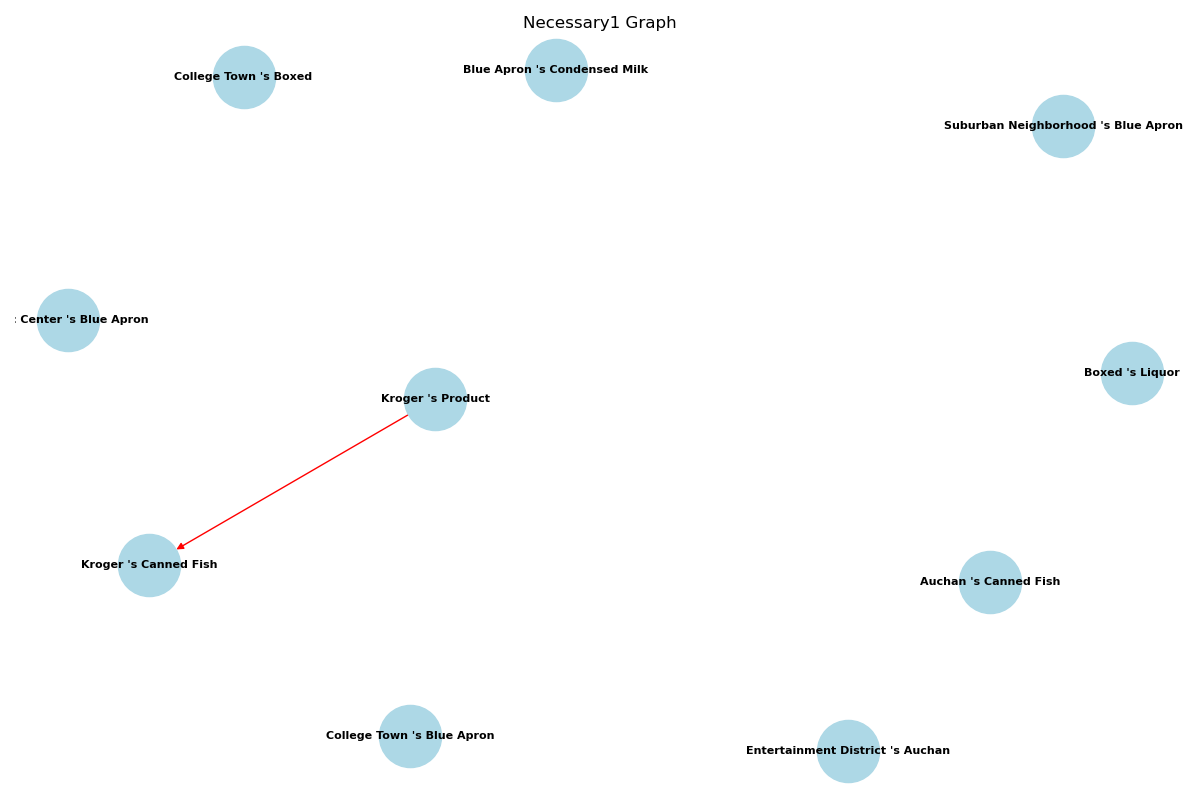 Necessary1 Graph
College Town 's Boxed
Blue Apron 's Condensed Milk
Suburban Neighborhood 's Blue Apron
Center 's Blue Apron
Kroger 's Product
Boxed 's Liquor
Kroger 's Canned Fish
Auchan 's Canned Fish
College Town 's Blue Apron
Entertainment District 's Auchan